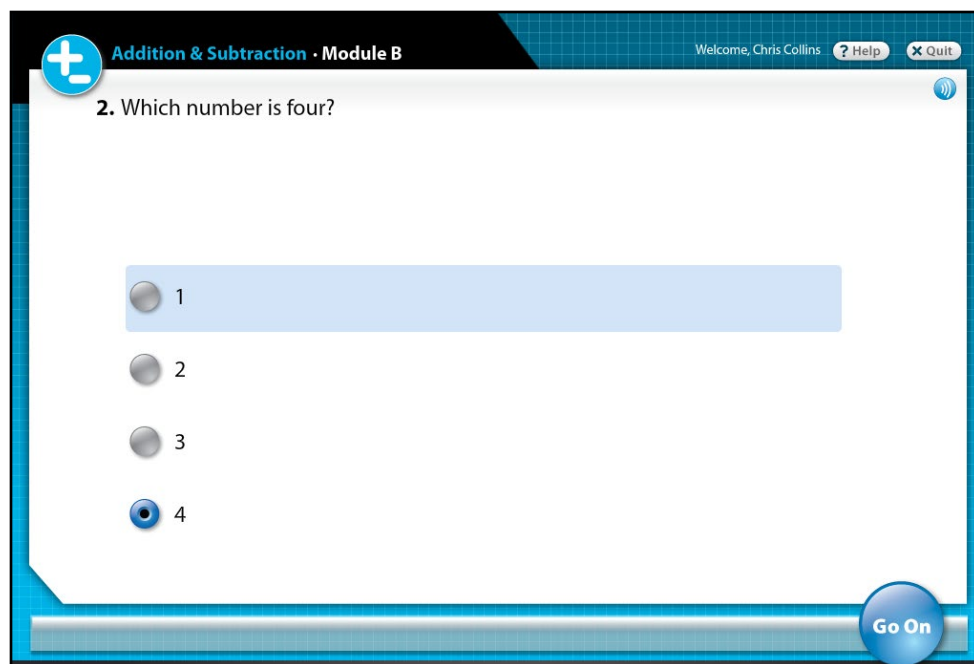 Addition & Subtraction · Module B
Welcome, Chris Collins
? Help
× Quit
2. Which number is four?
1
2
3
4
Go On